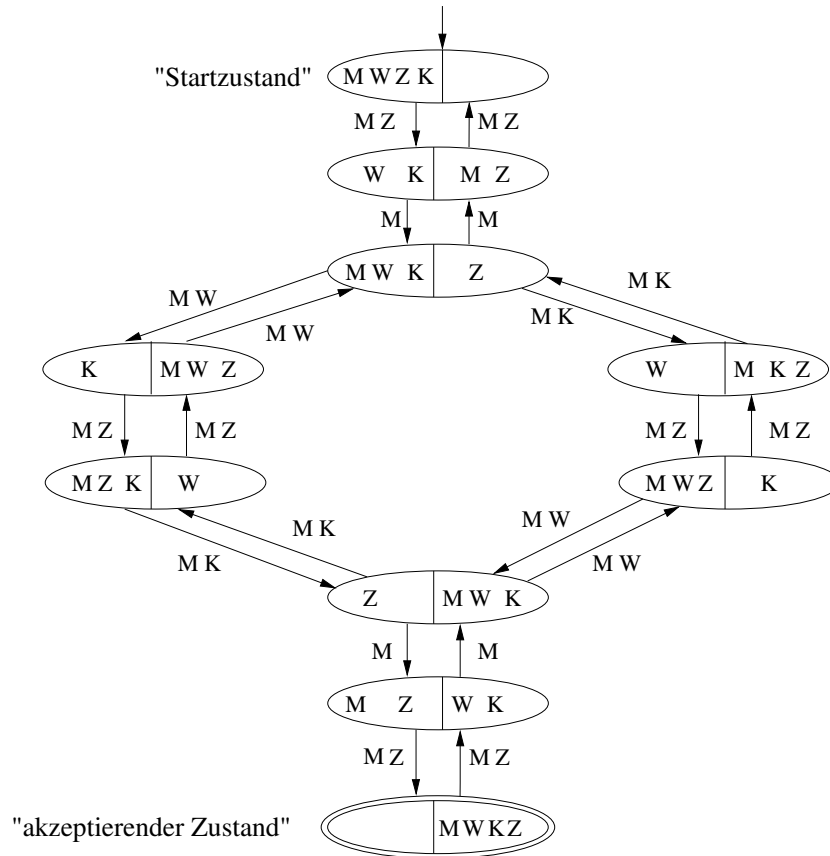 "Startzustand" M W Z K
M Z M Z
W K M Z
M M
M W K Z
M W M K
M W M K
K M W Z W M K Z
M Z M Z M Z M Z
M Z K W M W Z K
M K M W
M K M W
Z M W K
M M
M Z W K
M Z M Z
"akzeptierender Zustand" M W K Z